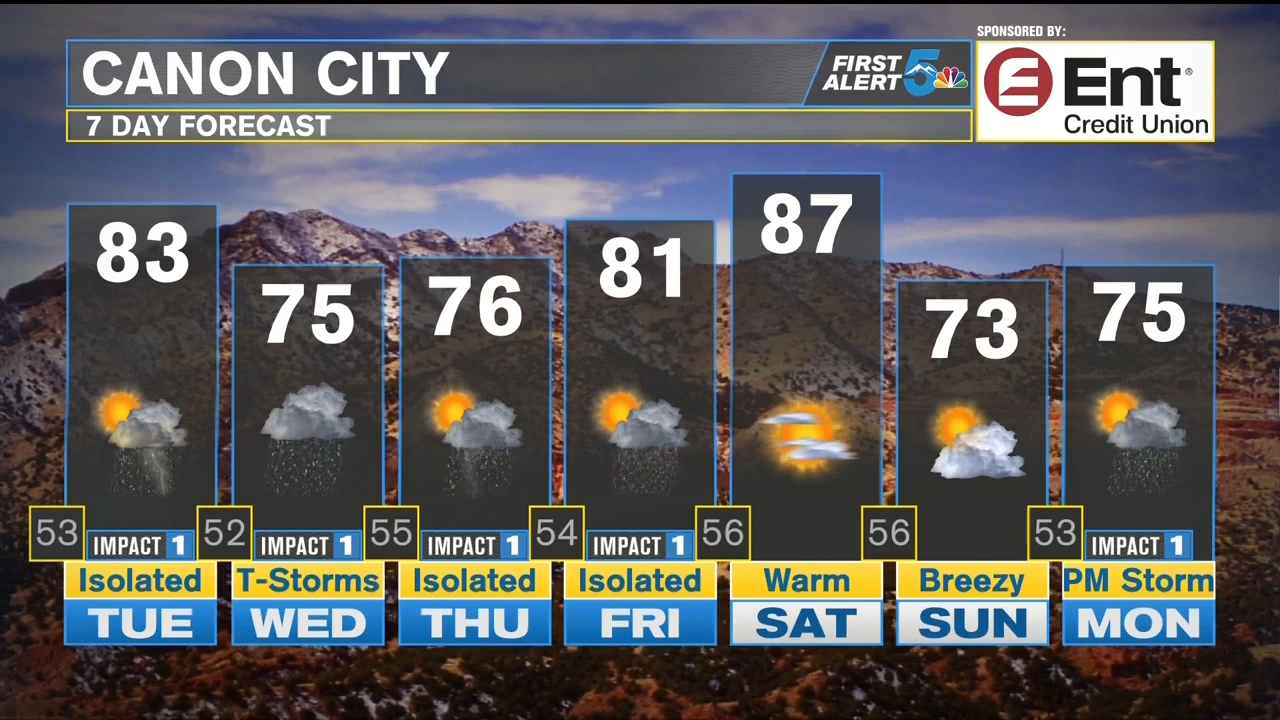 SPONSORED BY:
CANON CITY
FIRST ALERT 5
Ent®
Credit Union
7 DAY FORECAST
83
75
76
81
87
73
75
53
52
55
54
56
56
53
IMPACT 1
IMPACT 1
IMPACT 1
IMPACT 1
IMPACT 1
Isolated
T-Storms
Isolated
Isolated
Warm
Breezy
PM Storm
TUE
WED
THU
FRI
SAT
SUN
MON